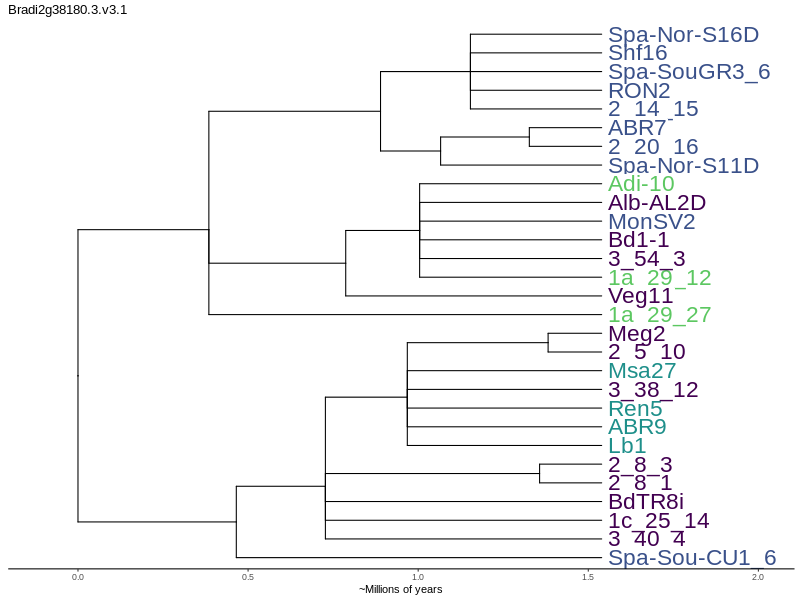 Bradi2g38180.3.v3.1
Spa-Nor-S16D
Shf16
Spa-SouGR3_6
RON2
2_14_15
ABR7
2_20_16
Spa-Nor-S11D
Adi-10
Alb-AL2D
MonSV2
Bd1-1
3_54_3
1a_29_12
Veg11
1a_29_27
Meg2
2_5_10
Msa27
3_38_12
Ren5
ABR9
Lb1
2_8_3
2_8_1
BdTR8i
1c_25_14
3_40_4
Spa-Sou-CU1_6
0.0 0.5 1.0 1.5 2.0
~Millions of years